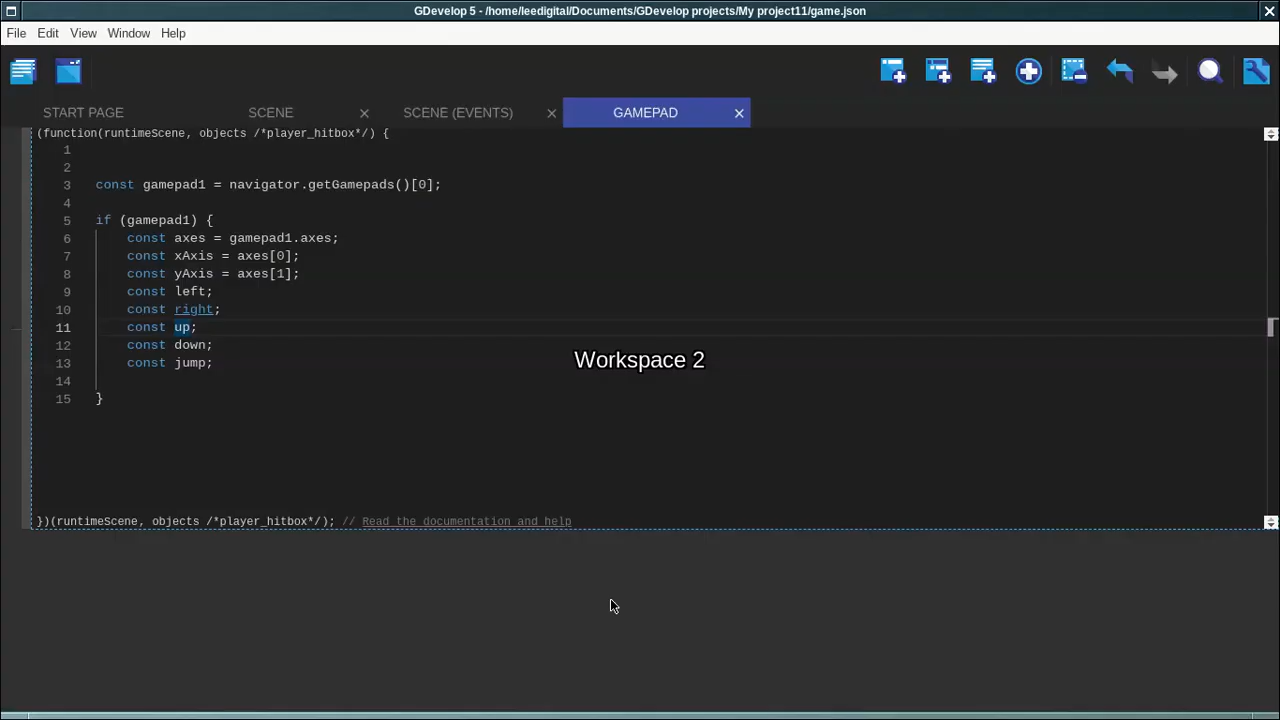 GDevelop 5 - /home/leedigital/Documents/GDevelop projects/My project11/game.json
File Edit View Window Help
START PAGE SCENE SCENE (EVENTS) GAMEPAD
(function(runtimeScene, objects /*player_hitbox*/) {
1
2
3 const gamepad1 = navigator.getGamepads()[0];
4
5 if (gamepad1) {
6 const axes = gamepad1.axes;
7 const xAxis = axes[0];
8 const yAxis = axes[1];
9 const left;
10 const right;
11 const up;
12 const down;
13 const jump;
14
15 }
Workspace 2
})(runtimeScene, objects /*player_hitbox*/); // Read the documentation and help